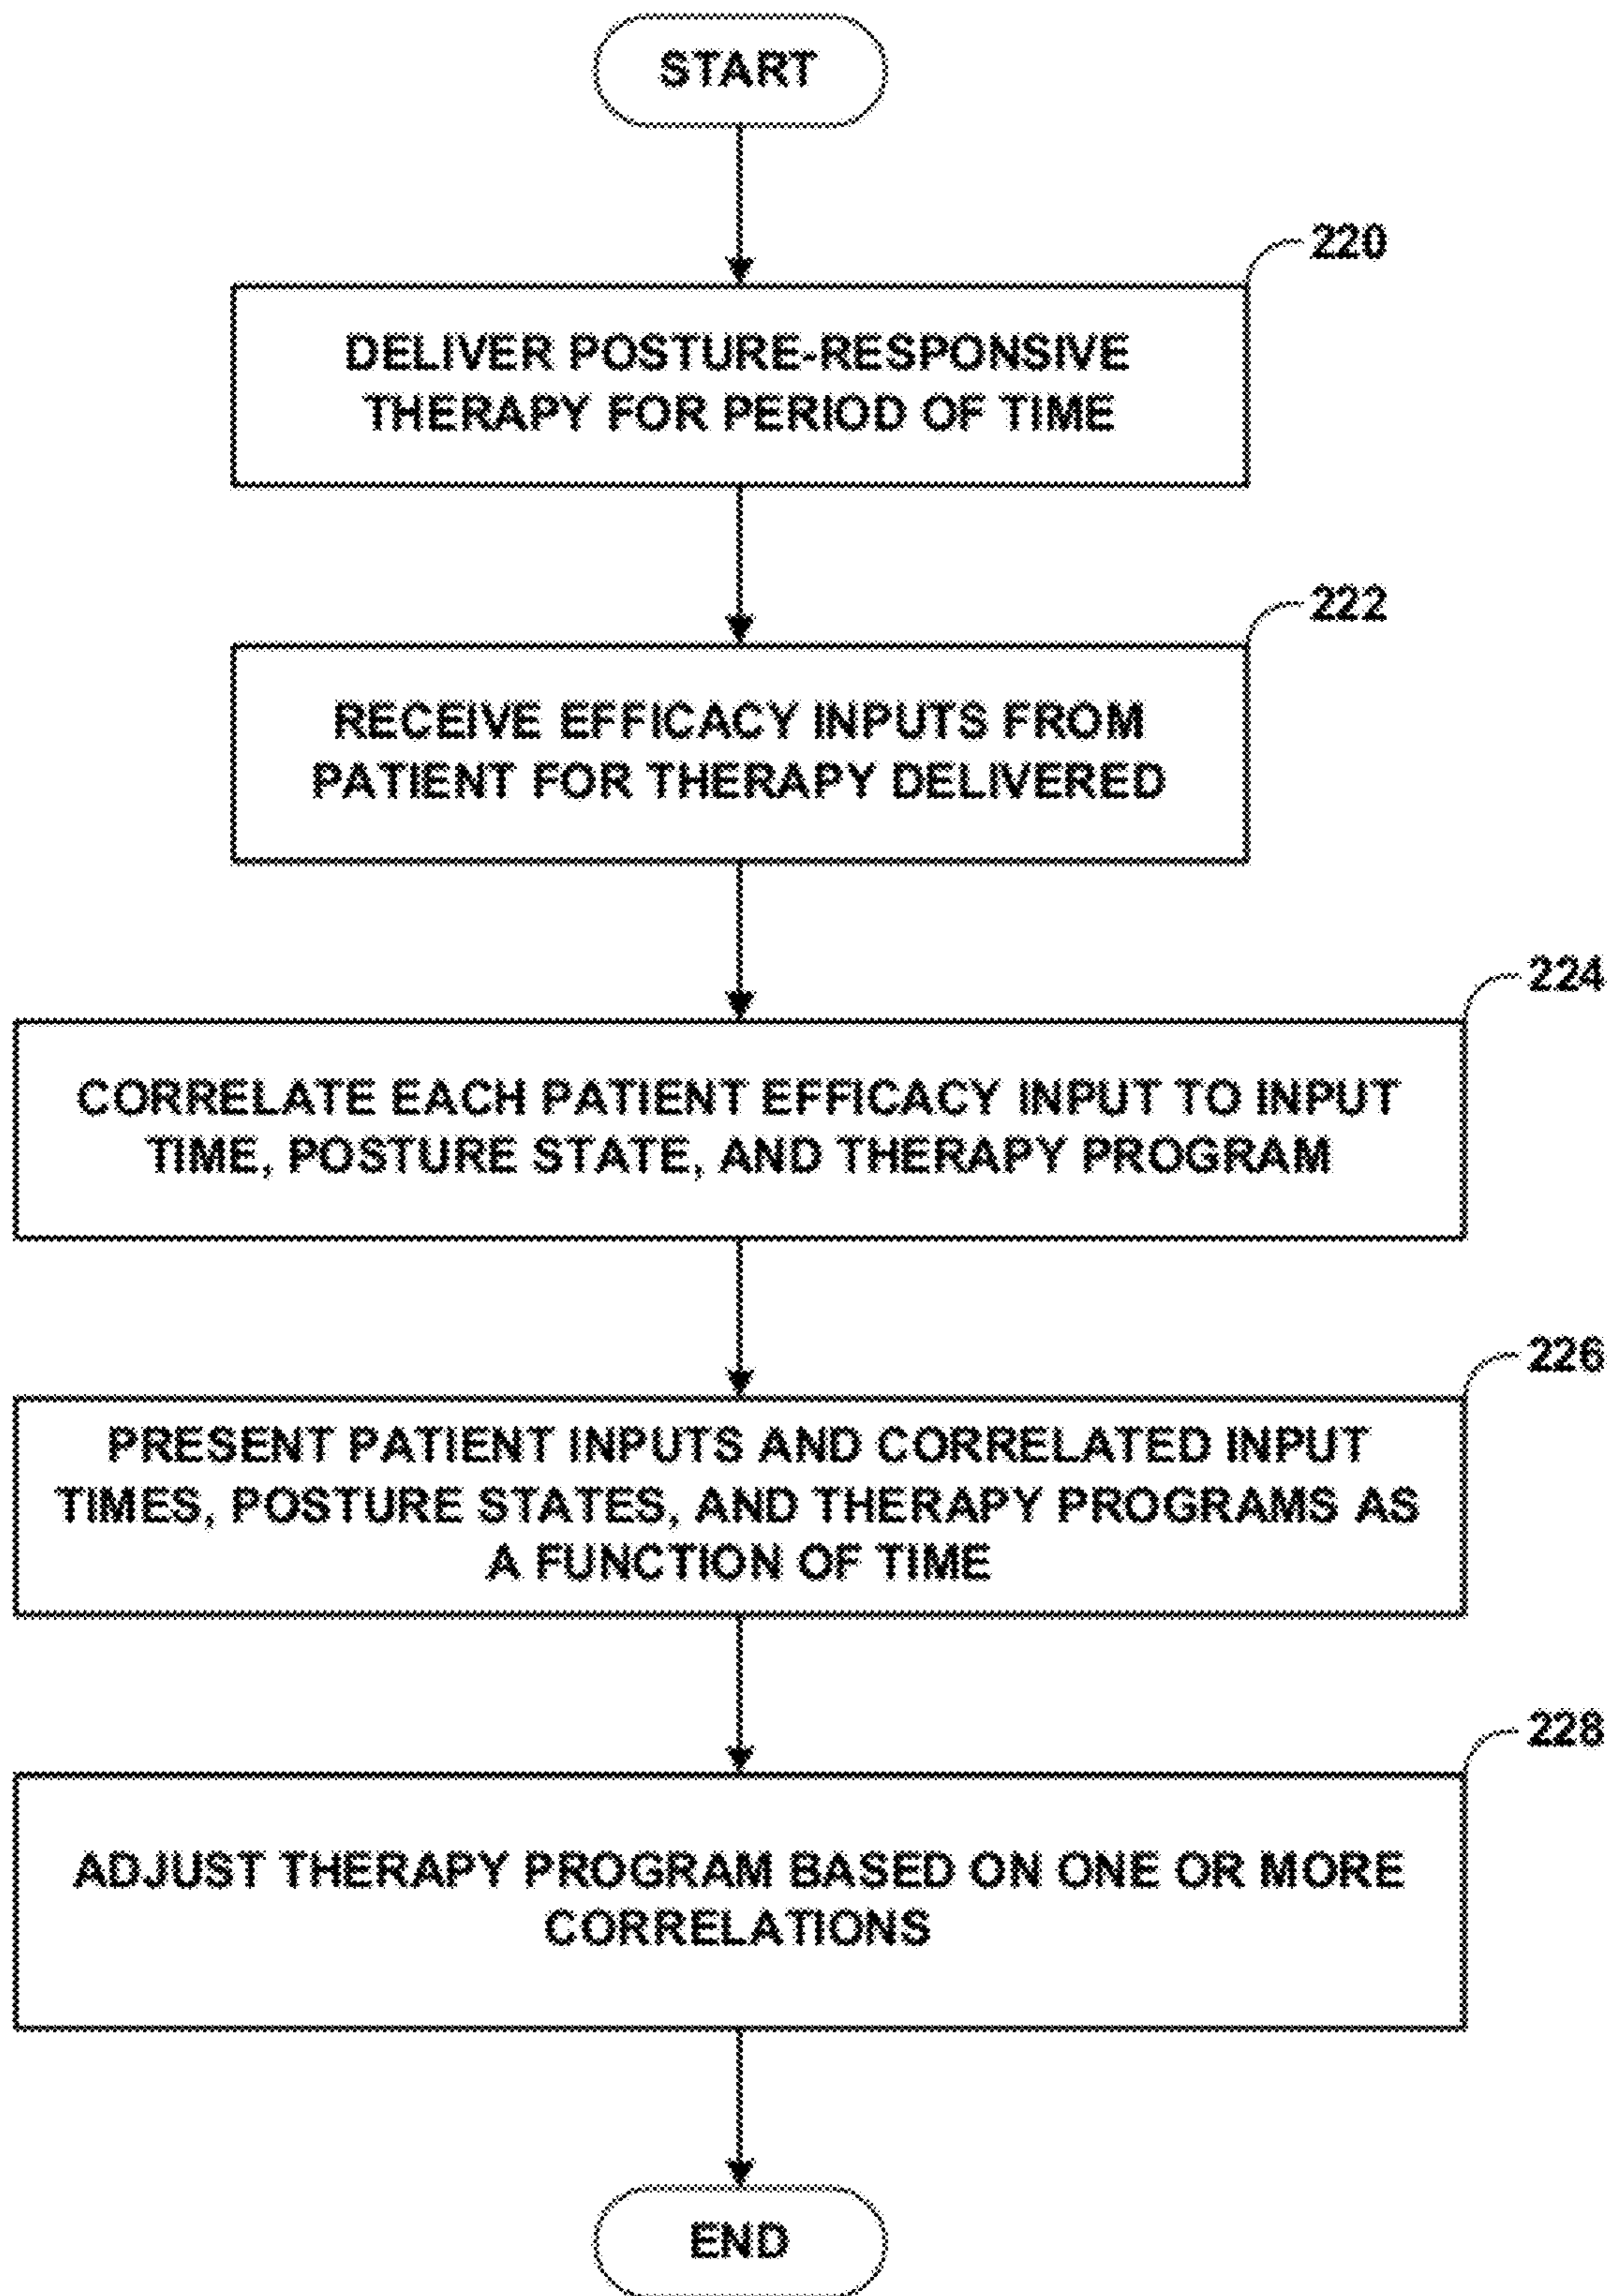 START
220
DELIVER POSTURE-RESPONSIVE
THERAPY FOR PERIOD OF TIME
222
RECEIVE EFFICACY INPUTS FROM
PATIENT FOR THERAPY DELIVERED
224
CORRELATE EACH PATIENT EFFICACY INPUT TO INPUT
TIME, POSTURE STATE, AND THERAPY PROGRAM
226
PRESENT PATIENT INPUTS AND CORRELATED INPUT
TIMES, POSTURE STATES, AND THERAPY PROGRAMS AS
A FUNCTION OF TIME
228
ADJUST THERAPY PROGRAM BASED ON ONE OR MORE
CORRELATIONS
END